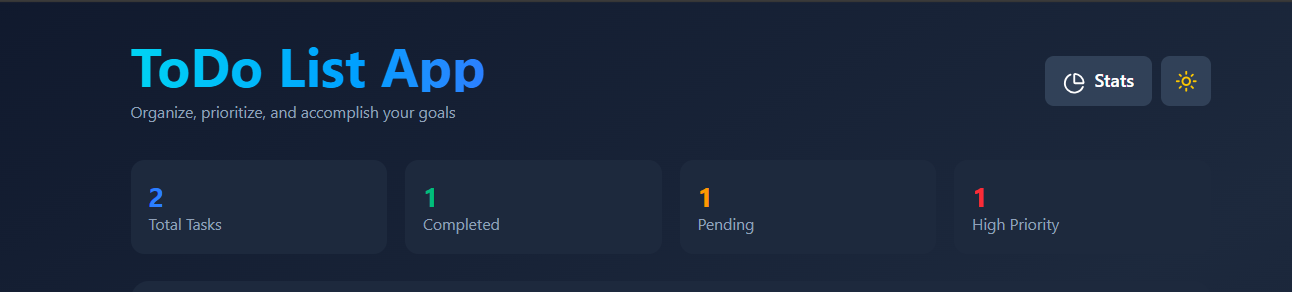 ToDo List App
Organize, prioritize, and accomplish your goals
Stats
2
Total Tasks
1
Completed
1
Pending
1
High Priority